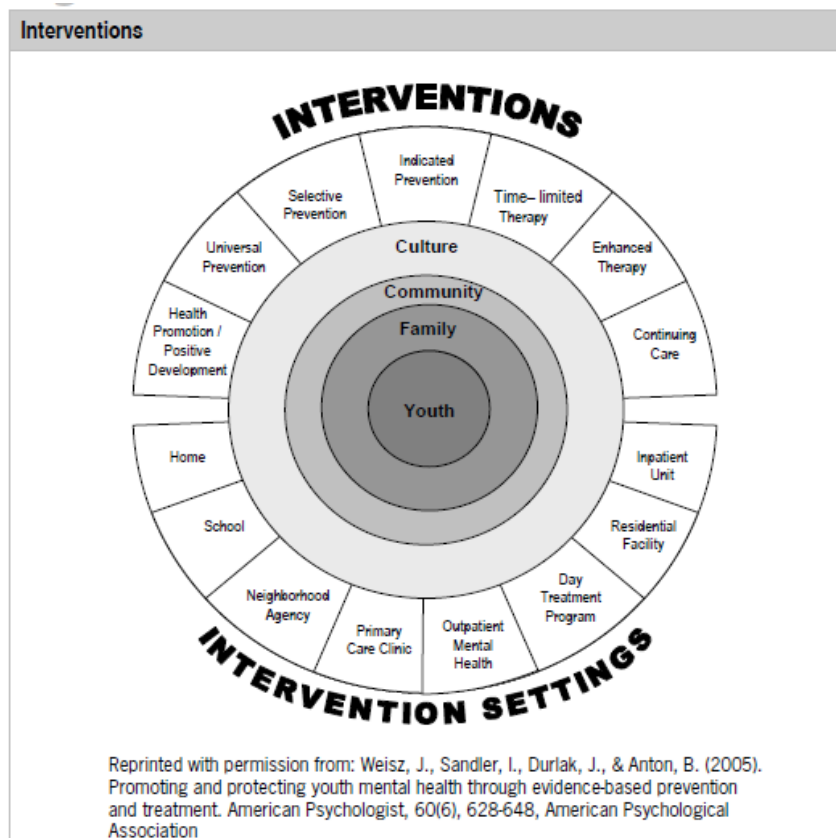 Interventions
INTERVENTIONS
Indicated
Prevention
Selective
Prevention
Time– limited
Therapy
Universal
Prevention
Enhanced
Therapy
Health
Promotion /
Positive
Development
Continuing
Care
Culture
Community
Family
Youth
Home
Inpatient
Unit
School
Residential
Facility
Neighborhood
Agency
Day
Treatment
Program
Primary
Care Clinic
Outpatient
Mental
Health
INTERVENTION SETTINGS
Reprinted with permission from: Weisz, J., Sandler, I., Durlak, J., & Anton, B. (2005).
Promoting and protecting youth mental health through evidence-based prevention
and treatment. American Psychologist, 60(6), 628-648, American Psychological
Association